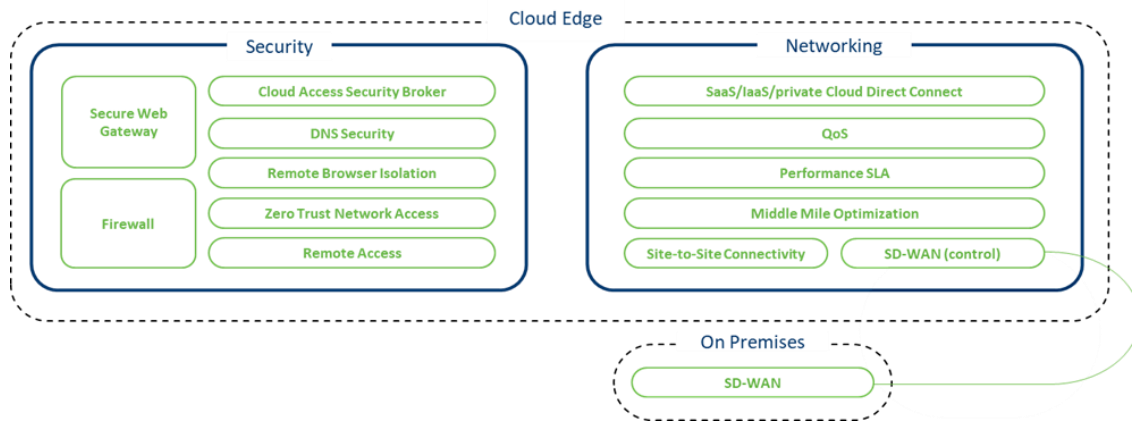 Cloud Edge
Security
Secure Web
Gateway
Firewall
Cloud Access Security Broker
DNS Security
Remote Browser Isolation
Zero Trust Network Access
Remote Access
Networking
SaaS/IaaS/private Cloud Direct Connect
QoS
Performance SLA
Middle Mile Optimization
Site-to-Site Connectivity
SD-WAN (control)
On Premises
SD-WAN